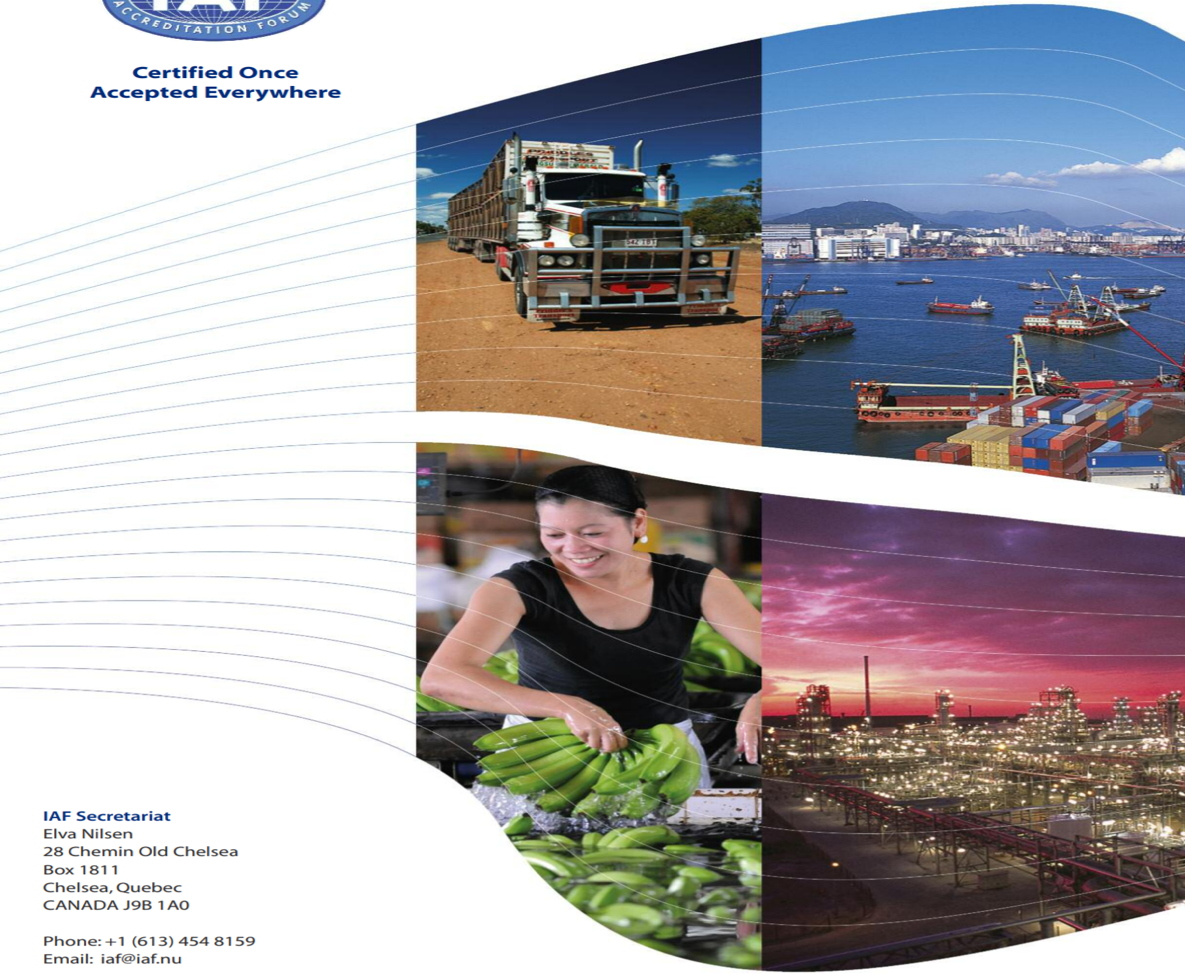 IAF
ACCREDITATION FORUM
Certified Once
Accepted Everywhere
IAF Secretariat
Elva Nilsen
28 Chemin Old Chelsea
Box 1811
Chelsea, Quebec
CANADA J9B 1A0
Phone: +1 (613) 454 8159
Email: iaf@iaf.nu